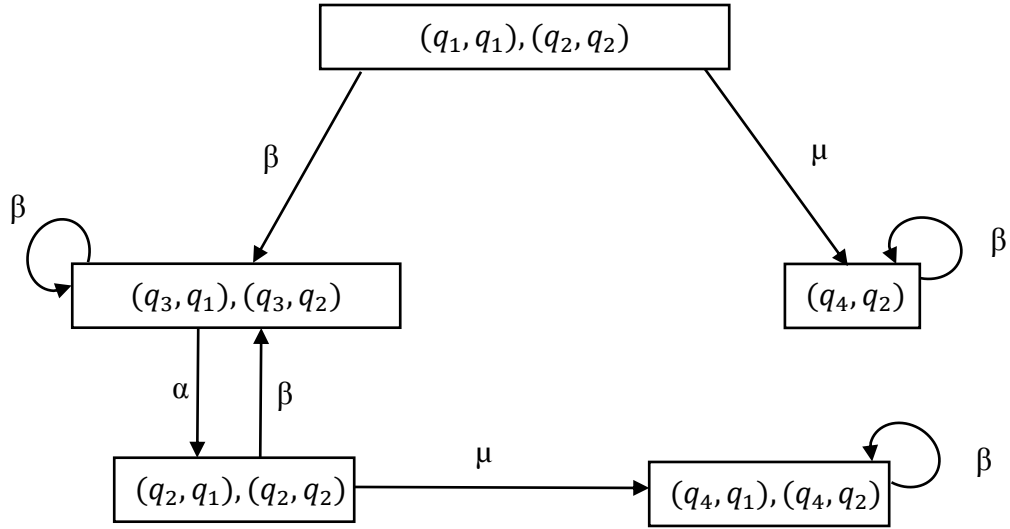 (q₁, q₁), (q₂, q₂)
β
μ
β
β
(q₃, q₁), (q₃, q₂)
(q₄, q₂)
α
β
μ
β
(q₂, q₁), (q₂, q₂)
(q₄, q₁), (q₄, q₂)